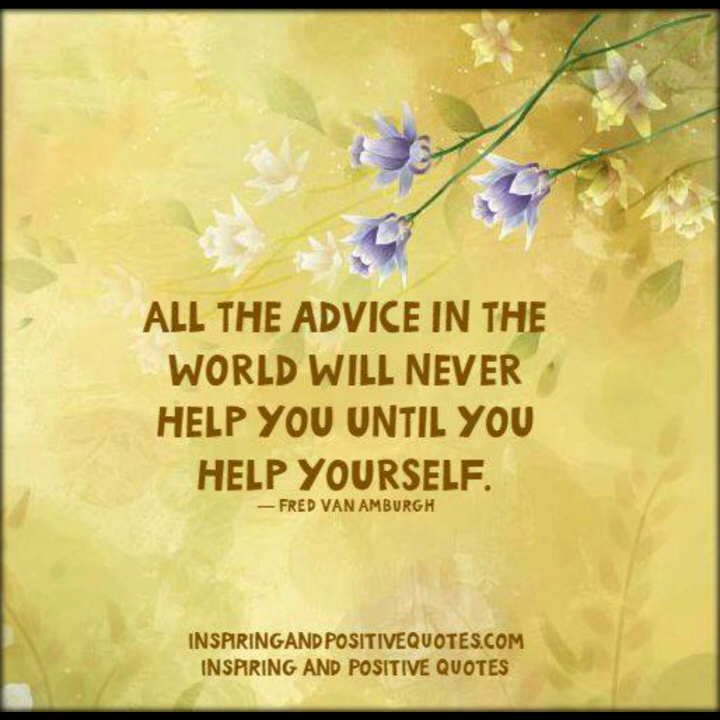 ALL THE ADVICE IN THE
WORLD WILL NEVER
HELP YOU UNTIL YOU
HELP YOURSELF.
— FRED VAN AMBURGH
INSPIRINGANDPOSITIVEQUOTES.COM
INSPIRING AND POSITIVE QUOTES